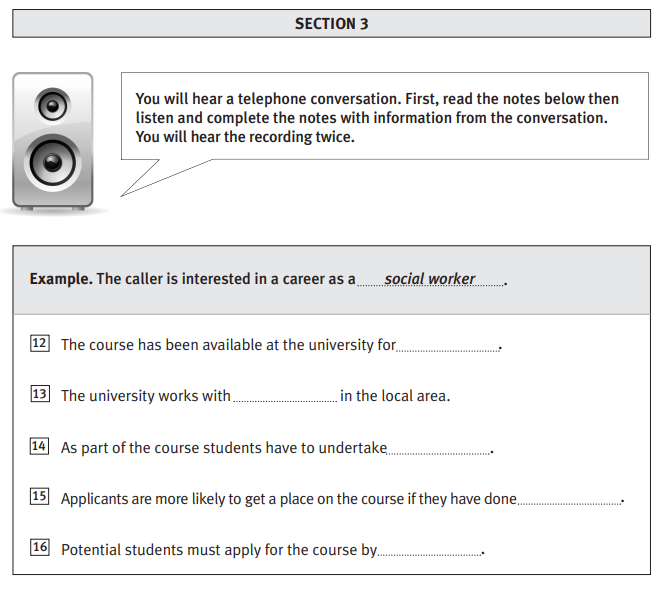 SECTION 3
You will hear a telephone conversation. First, read the notes below then
listen and complete the notes with information from the conversation.
You will hear the recording twice.
Example. The caller is interested in a career as a social worker.
12 The course has been available at the university for.............................
13 The university works with............................. in the local area.
14 As part of the course students have to undertake.............................
15 Applicants are more likely to get a place on the course if they have done.............................
16 Potential students must apply for the course by.............................